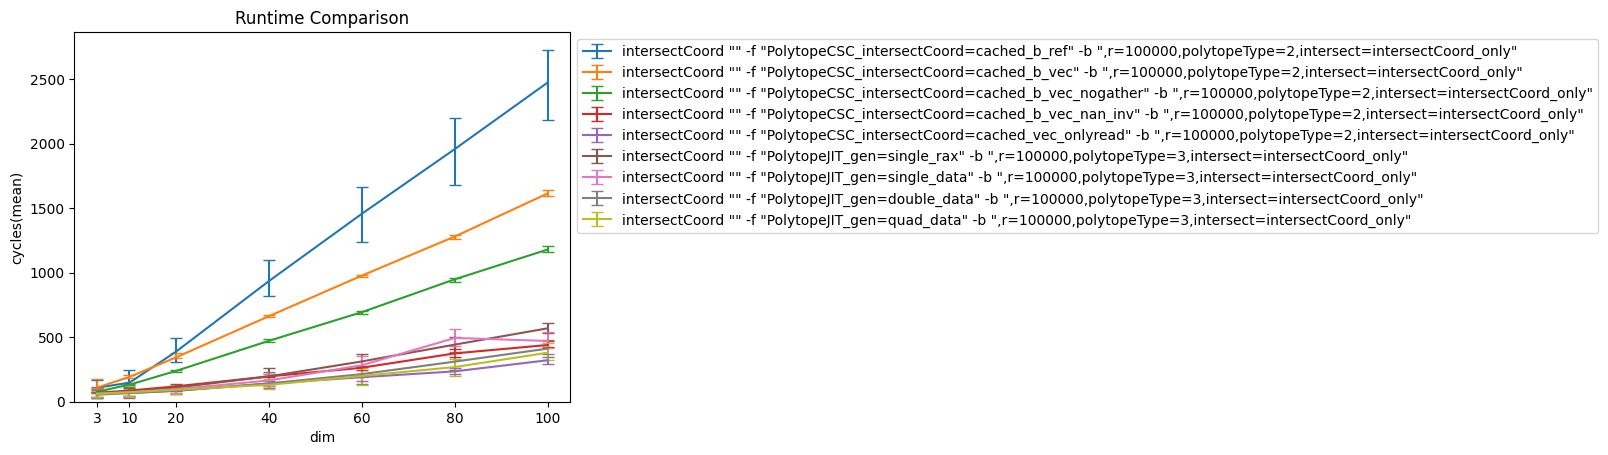 Runtime Comparison
cycles(mean)
2500
2000
1500
1000
500
0
3 10 20 40 60 80 100
dim
intersectCoord "" -f "PolytopeCSC_intersectCoord=cached_b_ref" -b ",r=100000,polytopeType=2,intersect=intersectCoord_only"
intersectCoord "" -f "PolytopeCSC_intersectCoord=cached_b_vec" -b ",r=100000,polytopeType=2,intersect=intersectCoord_only"
intersectCoord "" -f "PolytopeCSC_intersectCoord=cached_b_vec_nogather" -b ",r=100000,polytopeType=2,intersect=intersectCoord_only"
intersectCoord "" -f "PolytopeCSC_intersectCoord=cached_b_vec_nan_inv" -b ",r=100000,polytopeType=2,intersect=intersectCoord_only"
intersectCoord "" -f "PolytopeCSC_intersectCoord=cached_vec_onlyread" -b ",r=100000,polytopeType=2,intersect=intersectCoord_only"
intersectCoord "" -f "PolytopeJIT_gen=single_rax" -b ",r=100000,polytopeType=3,intersect=intersectCoord_only"
intersectCoord "" -f "PolytopeJIT_gen=single_data" -b ",r=100000,polytopeType=3,intersect=intersectCoord_only"
intersectCoord "" -f "PolytopeJIT_gen=double_data" -b ",r=100000,polytopeType=3,intersect=intersectCoord_only"
intersectCoord "" -f "PolytopeJIT_gen=quad_data" -b ",r=100000,polytopeType=3,intersect=intersectCoord_only"